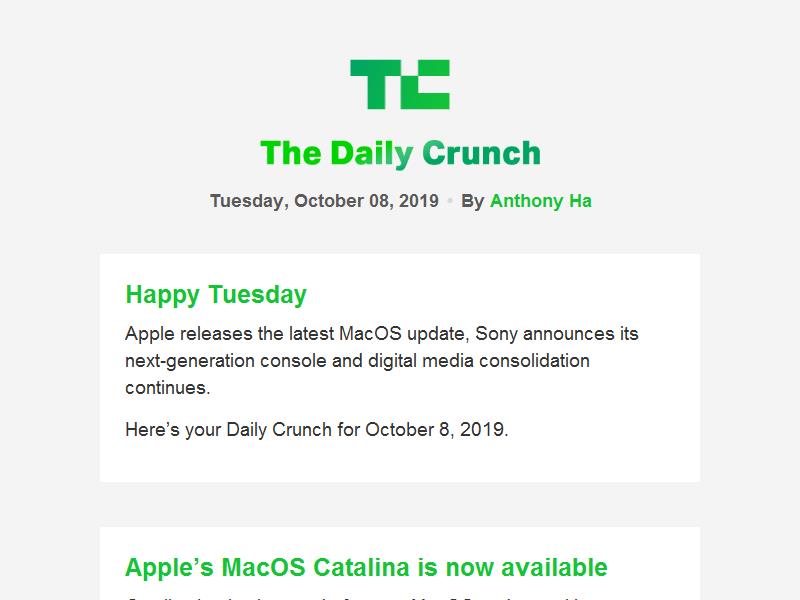 TC
The Daily Crunch
Tuesday, October 08, 2019 • By Anthony Ha
Happy Tuesday
Apple releases the latest MacOS update, Sony announces its
next-generation console and digital media consolidation
continues.
Here’s your Daily Crunch for October 8, 2019.
Apple’s MacOS Catalina is now available